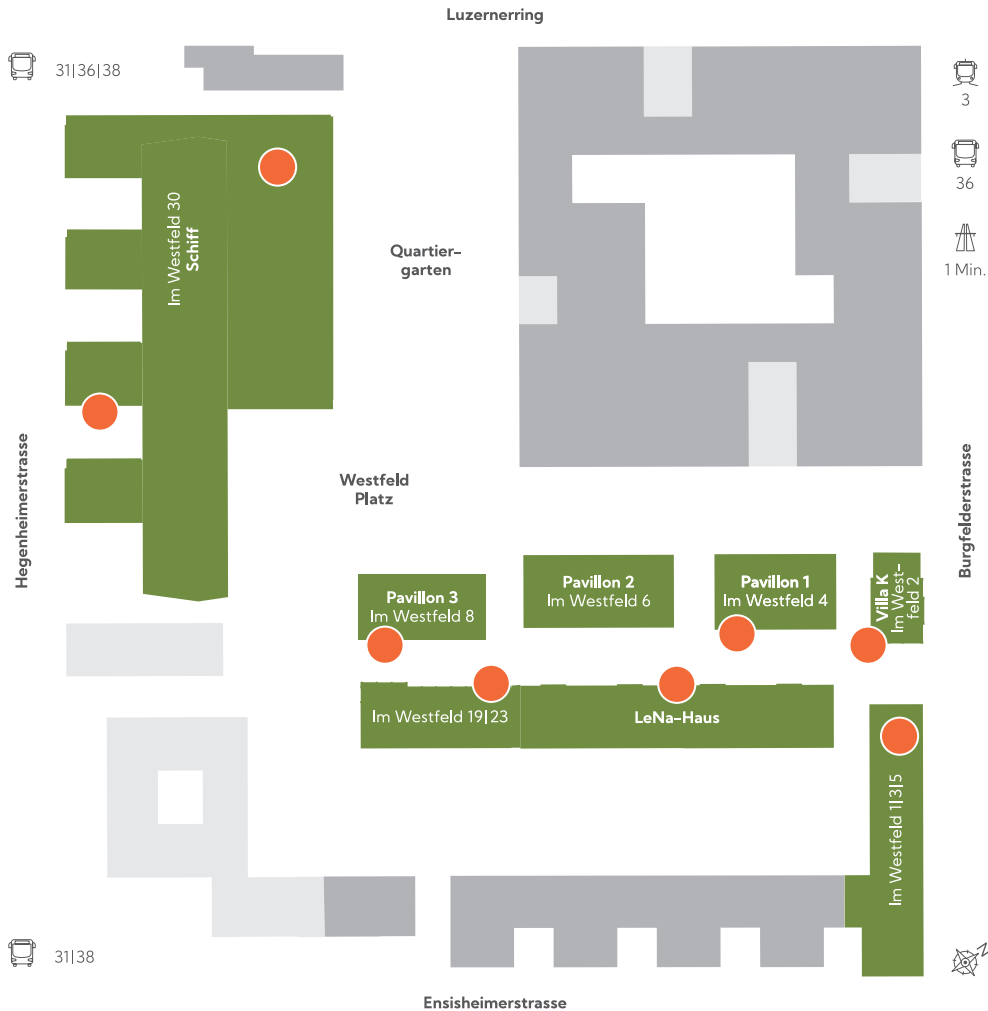 Luzernerring
31|36|38
3
36
1 Min.
Im Westfeld 30
Schiff
Quartier-
garten
Westfeld
Platz
Hegenheimerstrasse
Burgfelderstrasse
Pavillon 3
Im Westfeld 8
Pavillon 2
Im Westfeld 6
Pavillon 1
Im Westfeld 4
Villa K
Im West-
feld 2
Im Westfeld 19|23
LeNa-Haus
Im Westfeld 1|3|5
31|38
N
Ensisheimerstrasse